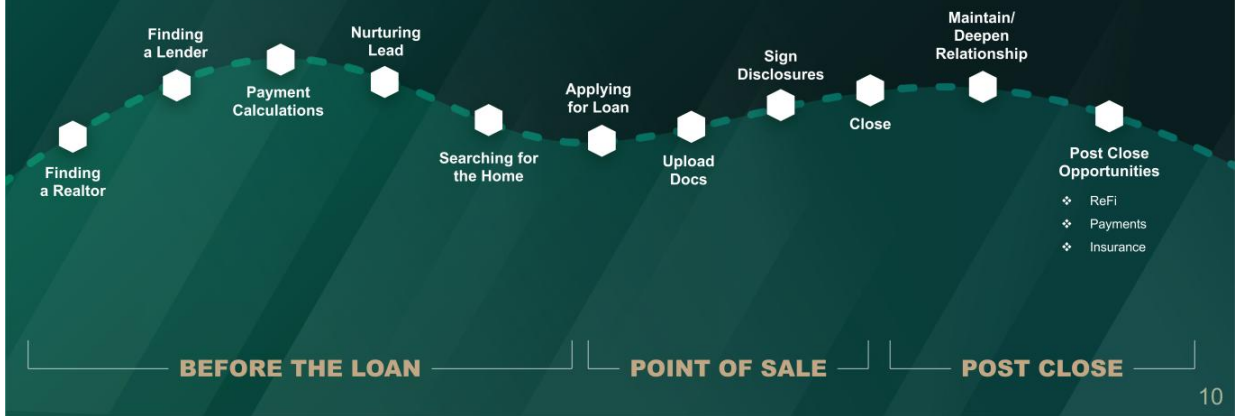 Finding
a Realtor
Finding
a Lender
Payment
Calculations
Nurturing
Lead
Searching for
the Home
Applying
for Loan
Upload
Docs
Sign
Disclosures
Close
Maintain/
Deepen
Relationship
Post Close
Opportunities
❖ ReFi
❖ Payments
❖ Insurance
BEFORE THE LOAN
POINT OF SALE
POST CLOSE
10